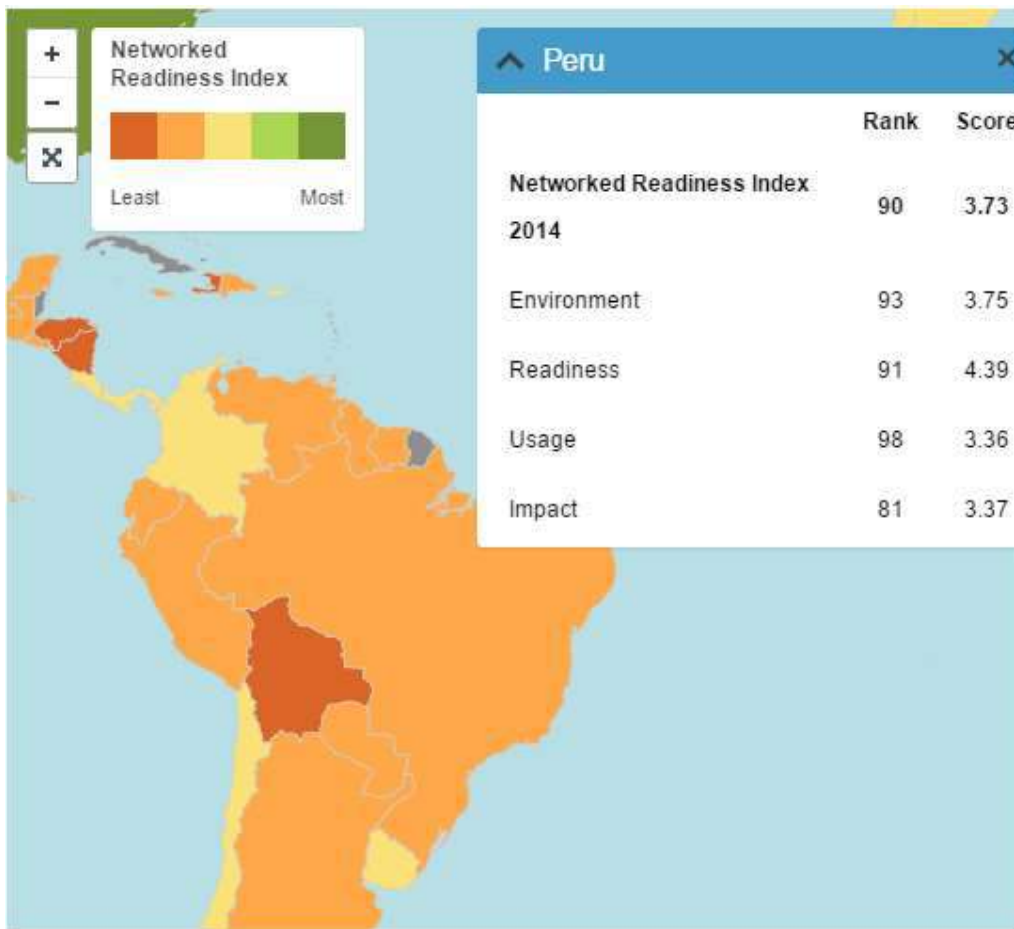 +
−
Networked
Readiness Index
Least Most
Peru ×
Rank Score
Networked Readiness Index
2014 90 3.73
Environment 93 3.75
Readiness 91 4.39
Usage 98 3.36
Impact 81 3.37